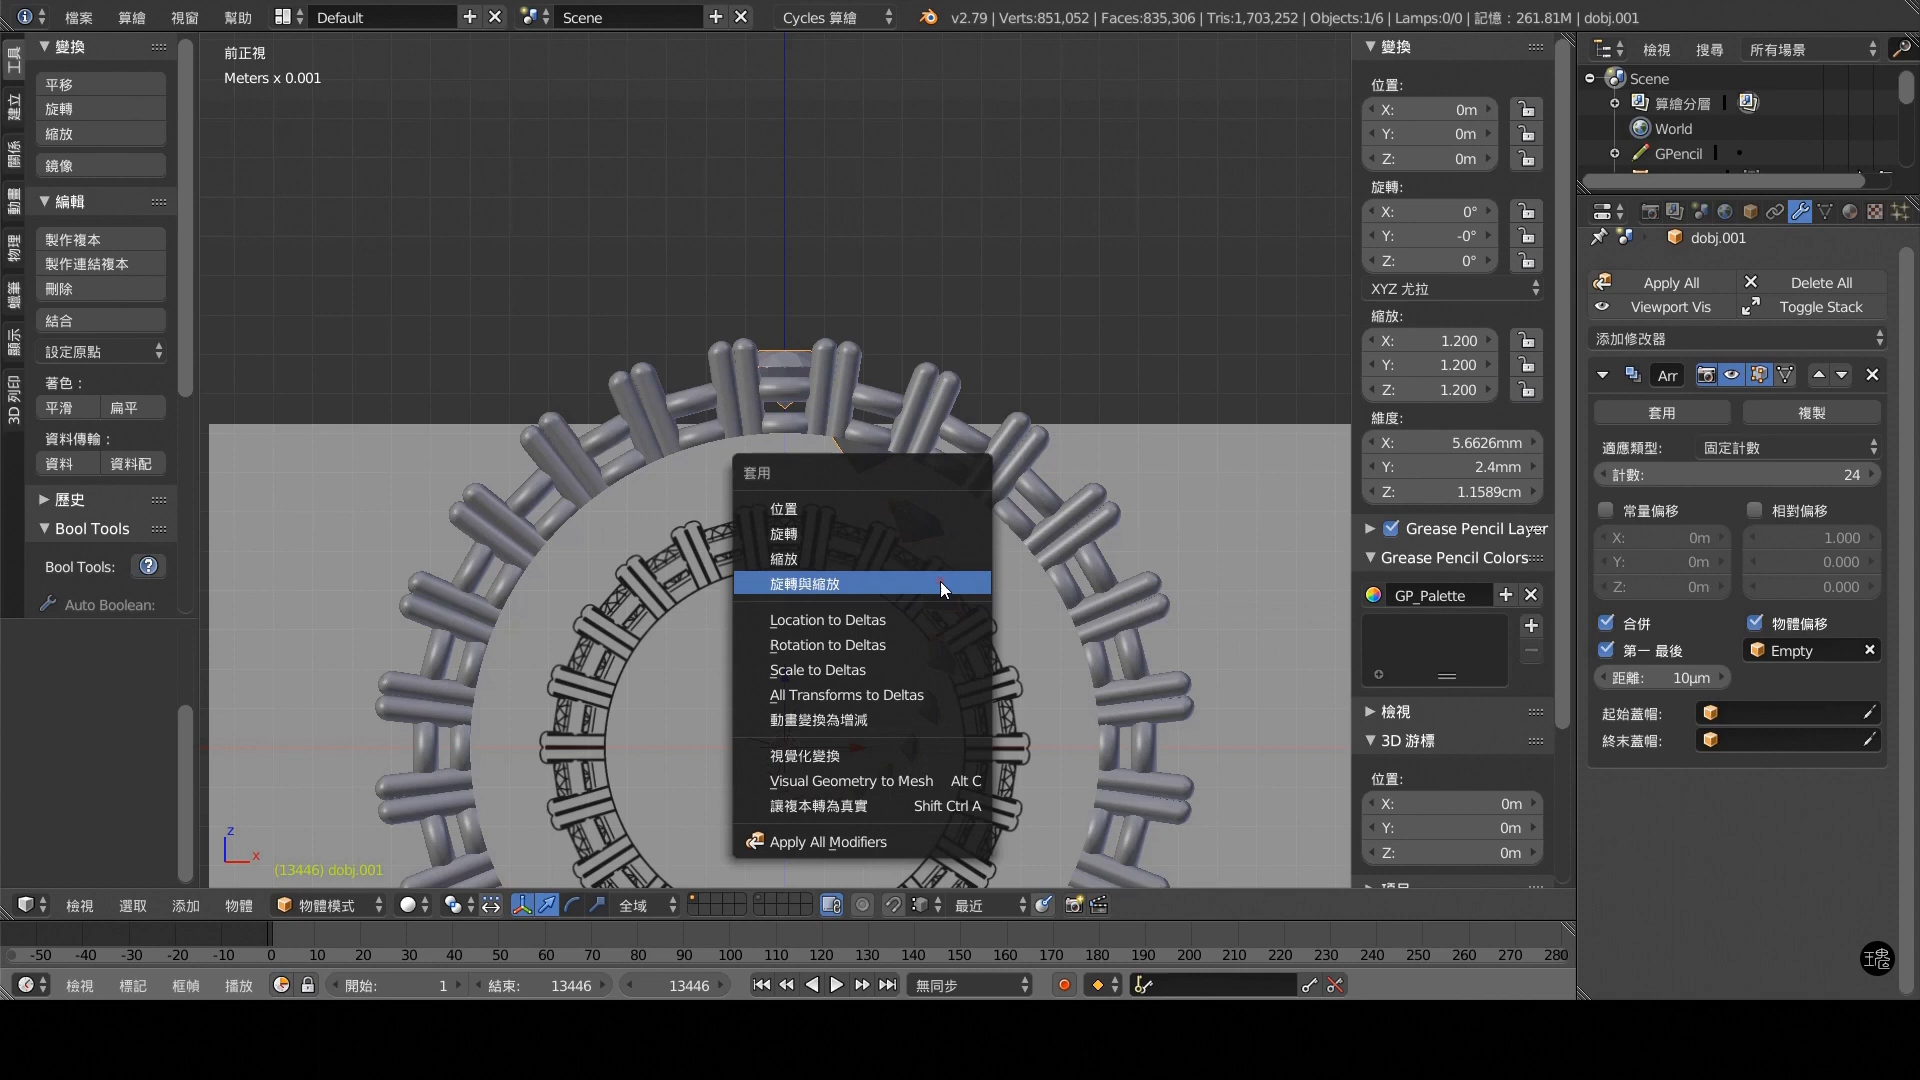 檔案 算繪 視窗 幫助 Default Scene Cycles 算繪 v2.79 | Verts:851,052 | Faces:835,306 | Tris:1,703,252 | Objects:1/6 | Lamps:0/0 | 記憶：261.81M | dobj.001
工具
建立
關係
動畫
物理
蠟筆
顯示
3D 列印
變換
平移
旋轉
縮放
鏡像
編輯
製作複本
製作連結複本
刪除
結合
設定原點
著色：
平滑 扁平
資料傳輸：
資料 資料配
歷史
Bool Tools
Bool Tools:
Auto Boolean:
前正視
Meters x 0.001
套用
位置
旋轉
縮放
旋轉與縮放
Location to Deltas
Rotation to Deltas
Scale to Deltas
All Transforms to Deltas
動畫變換為增減
視覺化變換
Visual Geometry to Mesh Alt C
讓複本轉為真實 Shift Ctrl A
Apply All Modifiers
z
x
(13446) dobj.001
變換
位置:
X: 0m
Y: 0m
Z: 0m
旋轉:
X: 0°
Y: -0°
Z: 0°
XYZ 尤拉
縮放:
X: 1.200
Y: 1.200
Z: 1.200
維度:
X: 5.6626mm
Y: 2.4mm
Z: 1.1589cm
Grease Pencil Layer
Grease Pencil Colors
GP_Palette
檢視
3D 游標
位置:
X: 0m
Y: 0m
Z: 0m
檢視 搜尋 所有場景
Scene
算繪分層
World
GPencil
dobj.001
Apply All Delete All
Viewport Vis Toggle Stack
添加修改器
Arr
套用 複製
適應類型: 固定計數
計數: 24
常量偏移 相對偏移
X: 0m 1.000
Y: 0m 0.000
Z: 0m 0.000
合併 物體偏移
第一 最後 Empty
距離: 10µm
起始蓋帽:
終末蓋帽:
檢視 選取 添加 物體 物體模式 全域 最近
-50 -40 -30 -20 -10 0 10 20 30 40 50 60 70 80 90 100 110 120 130 140 150 160 170 180 190 200 210 220 230 240 250 260 270 280
檢視 標記 框幀 播放 開始: 1 結束: 13446 13446 無同步